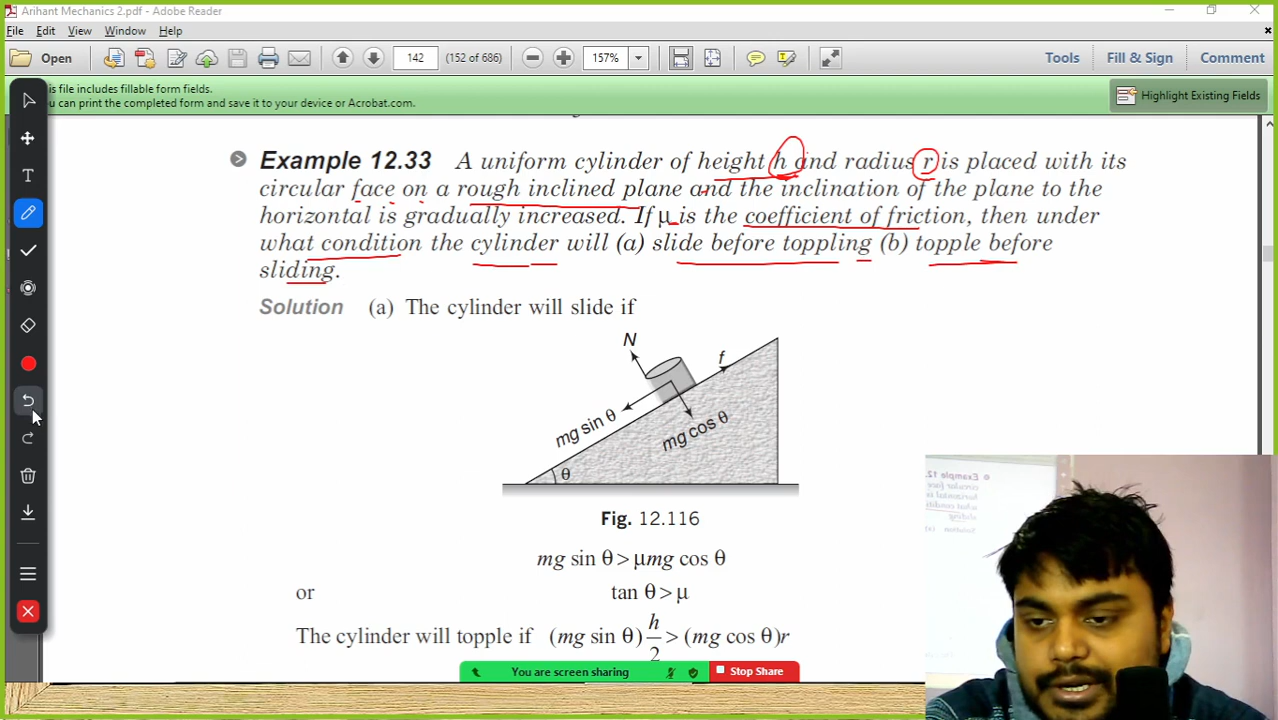 Arihant Mechanics 2.pdf - Adobe Reader
File Edit View Window Help
Open 142 (152 of 686) 157% Tools Fill & Sign Comment
s file includes fillable form fields.
u can print the completed form and save it to your device or Acrobat.com.
Highlight Existing Fields
Example 12.33 A uniform cylinder of height h and radius r is placed with its
circular face on a rough inclined plane and the inclination of the plane to the
horizontal is gradually increased. If μ is the coefficient of friction, then under
what condition the cylinder will (a) slide before toppling (b) topple before
sliding.
Solution (a) The cylinder will slide if
N
f
mg sin θ
mg cos θ
θ
Fig. 12.116
mg sin θ > μmg cos θ
or tan θ > μ
The cylinder will topple if (mg sin θ) h/2 > (mg cos θ)r
You are screen sharing Stop Share